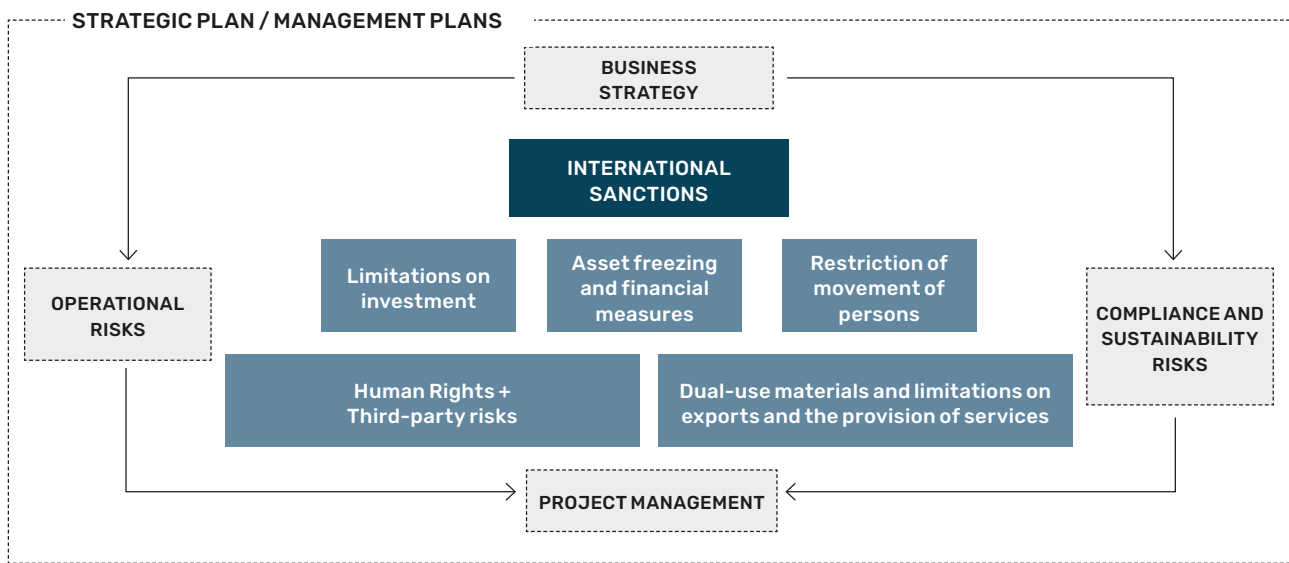 STRATEGIC PLAN / MANAGEMENT PLANS
BUSINESS
STRATEGY
INTERNATIONAL
SANCTIONS
Limitations on
investment
Asset freezing
and financial
measures
Restriction of
movement of
persons
OPERATIONAL
RISKS
COMPLIANCE AND
SUSTAINABILITY
RISKS
Human Rights +
Third-party risks
Dual-use materials and limitations on
exports and the provision of services
PROJECT MANAGEMENT